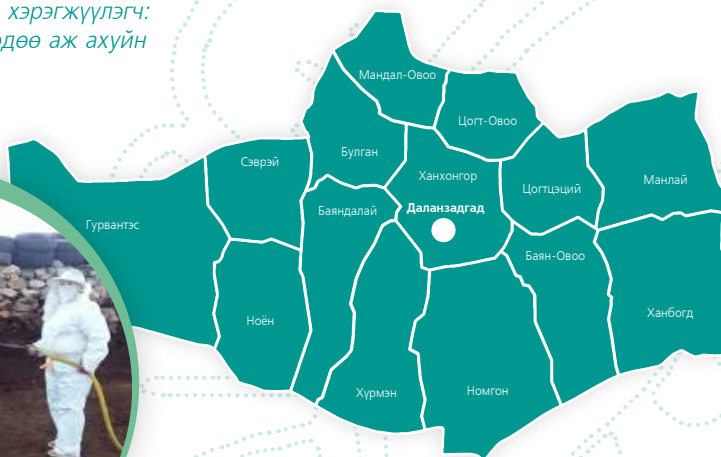 хэрэгжүүлэгч:
дөө аж ахуйн
Мандал-Овоо
Цогт-Овоо
Булган
Сэврэй
Ханхонгор
Цогтцэций
Манлай
Гурвантэс
Баяндалай
Даланзадгад
Баян-Овоо
Ноён
Ханбогд
Хүрмэн
Номгон